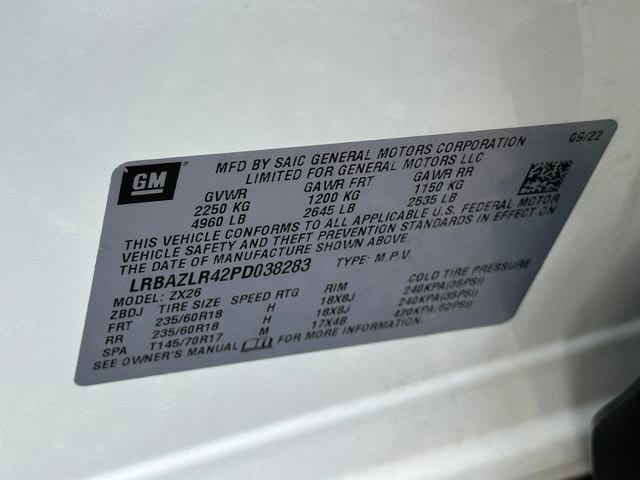 GM
MFD BY SAIC GENERAL MOTORS CORPORATION 09/22
LIMITED FOR GENERAL MOTORS LLC
GVWR GAWR FRT GAWR RR
2250 KG 1200 KG 1150 KG
4960 LB 2645 LB 2535 LB
THIS VEHICLE CONFORMS TO ALL APPLICABLE U.S. FEDERAL MOTOR
VEHICLE SAFETY AND THEFT PREVENTION STANDARDS IN EFFECT ON
THE DATE OF MANUFACTURE SHOWN ABOVE.
LRBAZLR42PD038283 TYPE: M.P.V.
MODEL: ZX26
ZBDJ TIRE SIZE SPEED RTG RIM COLD TIRE PRESSURE
FRT 235/60R18 H 18X8J 240KPA(35PSI)
RR 235/60R18 H 18X8J 240KPA(35PSI)
SPA T145/70R17 M 17X4B 420KPA(60PSI)
SEE OWNER'S MANUAL FOR MORE INFORMATION.